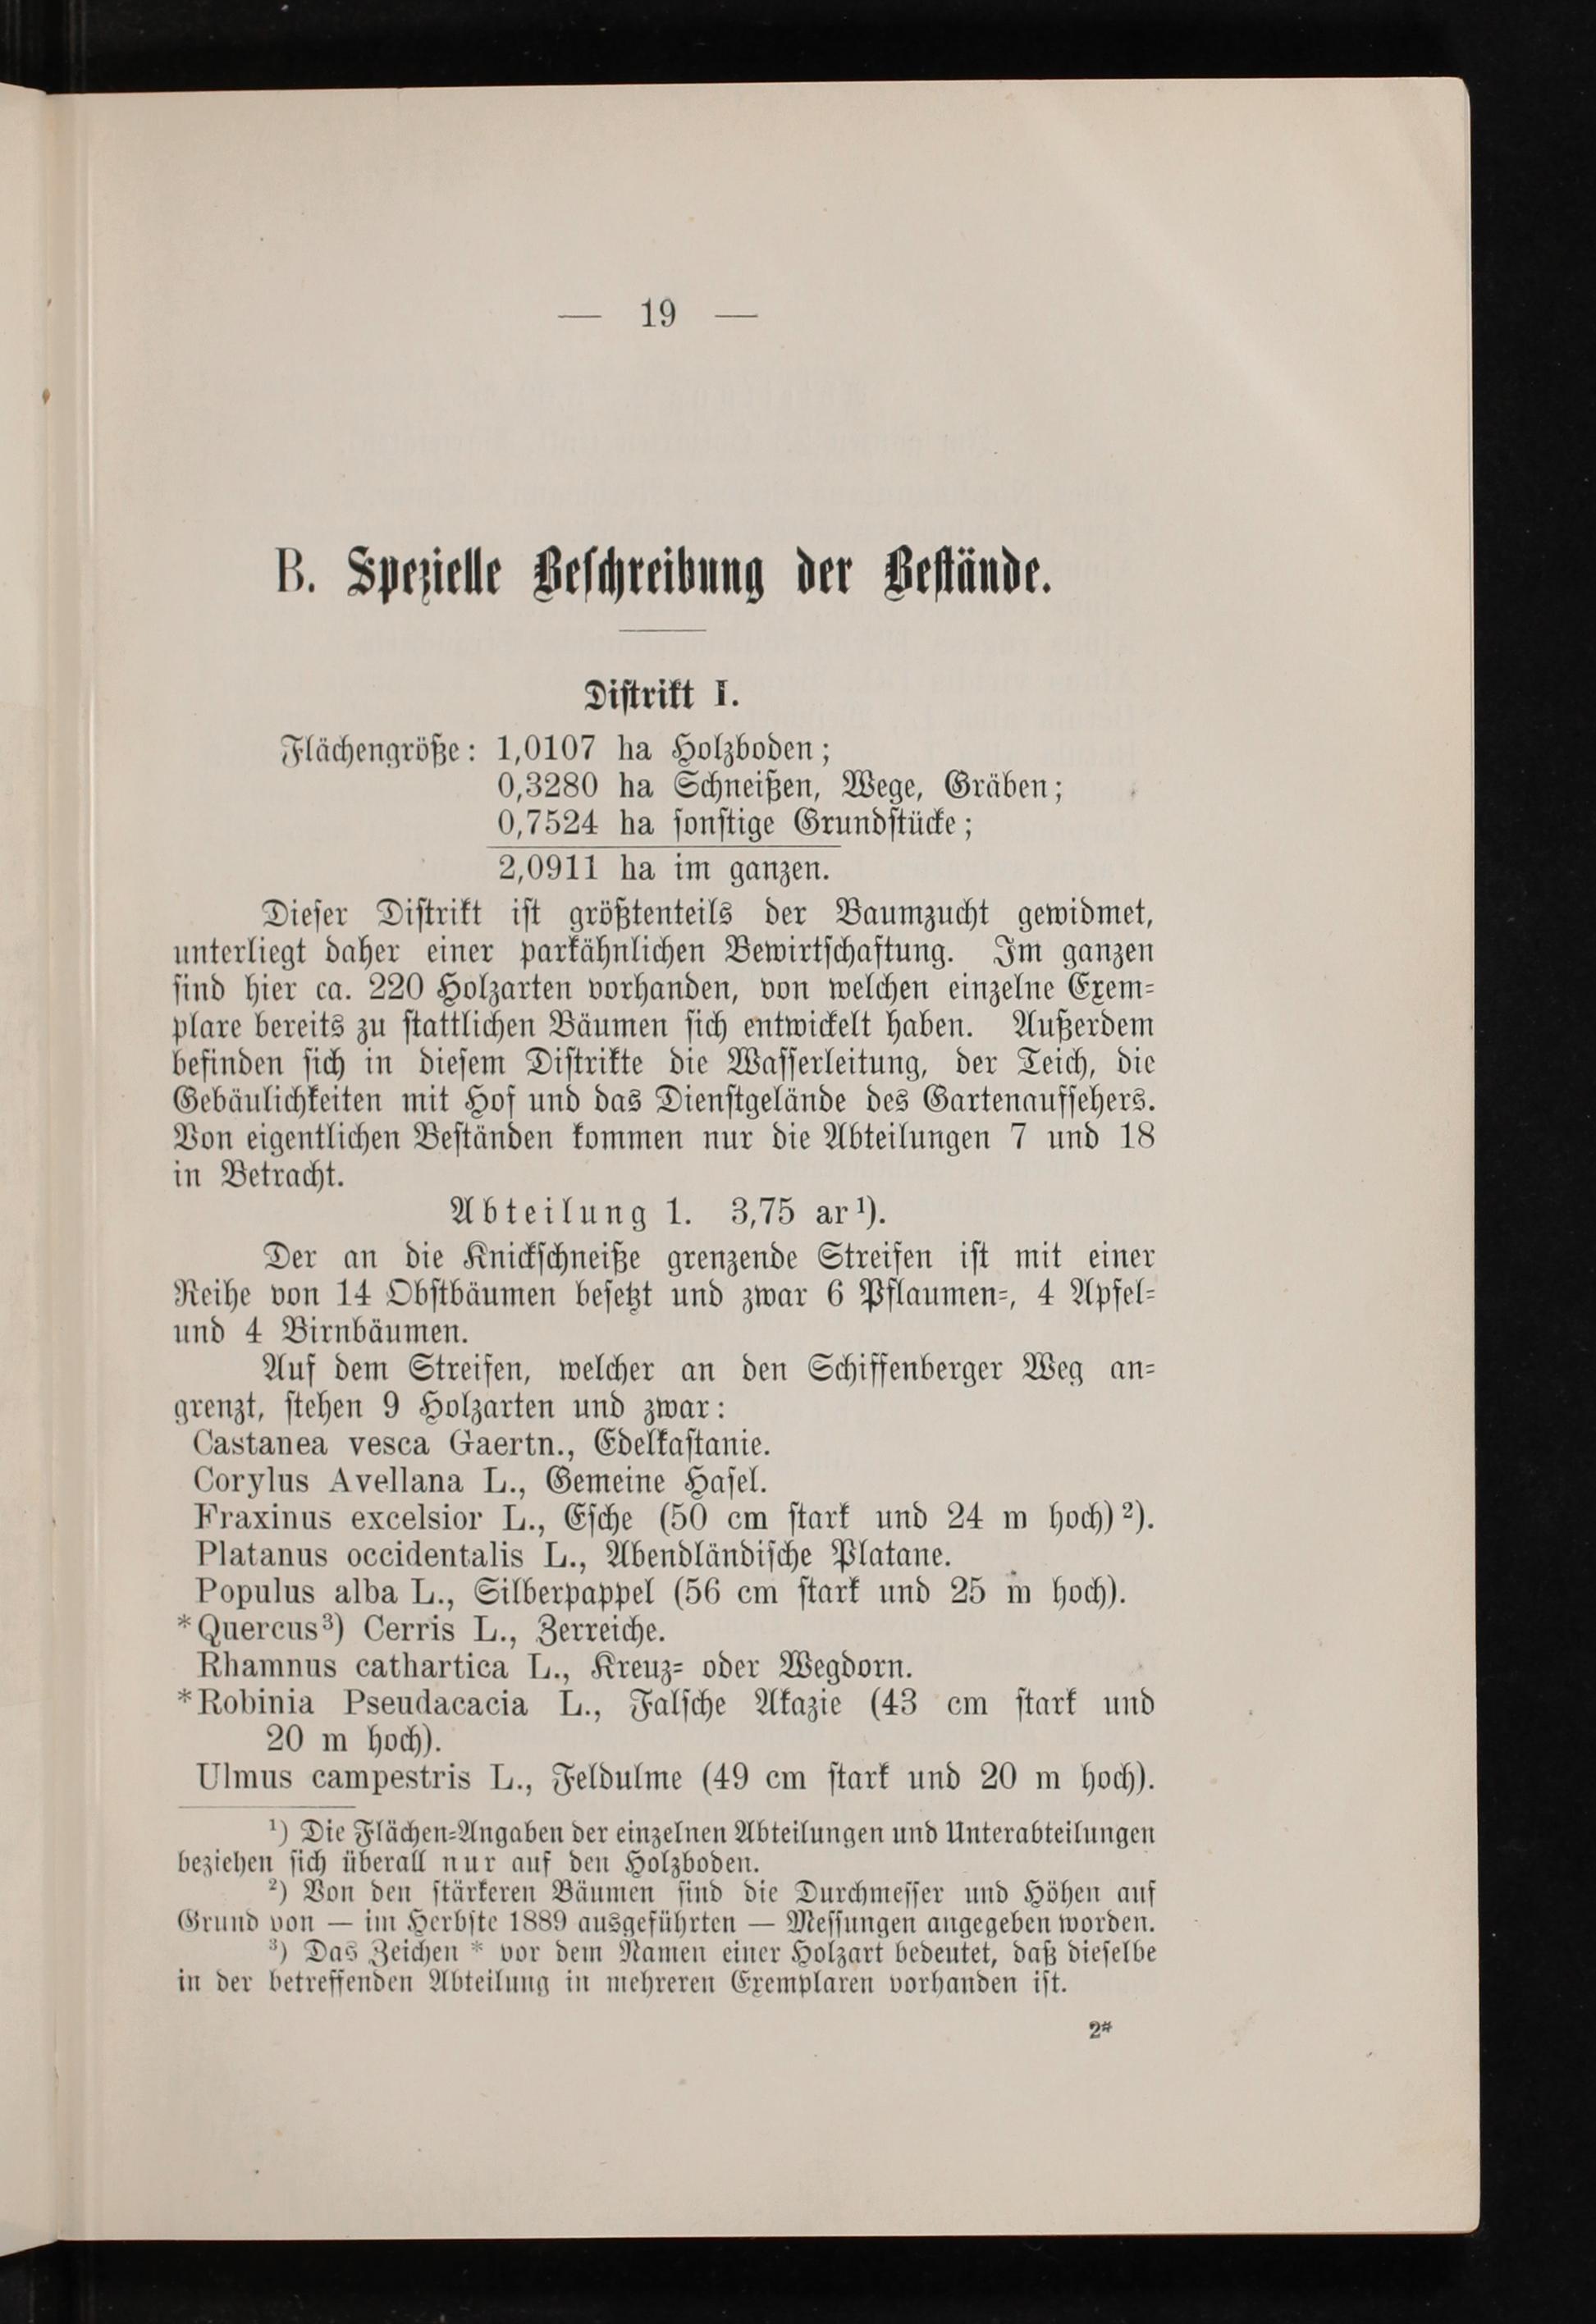 — 19 —
B. Spezielle Beschreibung der Bestände.
Distrikt I.
Flächengröße: 1,0107 ha Holzboden;
0,3280 ha Schneißen, Wege, Gräben;
0,7524 ha sonstige Grundstücke;
2,0911 ha im ganzen.
Dieser Distrikt ist größtenteils der Baumzucht gewidmet,
unterliegt daher einer parkähnlichen Bewirtschaftung. Im ganzen
sind hier ca. 220 Holzarten vorhanden, von welchen einzelne Exem-
plare bereits zu stattlichen Bäumen sich entwickelt haben. Außerdem
befinden sich in diesem Distrikte die Wasserleitung, der Teich, die
Gebäulichkeiten mit Hof und das Dienstgelände des Gartenaufsehers.
Von eigentlichen Beständen kommen nur die Abteilungen 7 und 18
in Betracht.
Abteilung 1. 3,75 ar¹).
Der an die Knickschneiße grenzende Streifen ist mit einer
Reihe von 14 Obstbäumen besetzt und zwar 6 Pflaumen-, 4 Apfel-
und 4 Birnbäumen.
Auf dem Streifen, welcher an den Schiffenberger Weg an-
grenzt, stehen 9 Holzarten und zwar:
Castanea vesca Gaertn., Edelkastanie.
Corylus Avellana L., Gemeine Hasel.
Fraxinus excelsior L., Esche (50 cm stark und 24 m hoch)²).
Platanus occidentalis L., Abendländische Platane.
Populus alba L., Silberpappel (56 cm stark und 25 m hoch).
*Quercus³) Cerris L., Zerreiche.
Rhamnus cathartica L., Kreuz- oder Wegdorn.
*Robinia Pseudacacia L., Falsche Akazie (43 cm stark und
20 m hoch).
Ulmus campestris L., Feldulme (49 cm stark und 20 m hoch).
¹) Die Flächen-Angaben der einzelnen Abteilungen und Unterabteilungen
beziehen sich überall nur auf den Holzboden.
²) Von den stärkeren Bäumen sind die Durchmesser und Höhen auf
Grund von — im Herbste 1889 ausgeführten — Messungen angegeben worden.
³) Das Zeichen * vor dem Namen einer Holzart bedeutet, daß dieselbe
in der betreffenden Abteilung in mehreren Exemplaren vorhanden ist.
2*